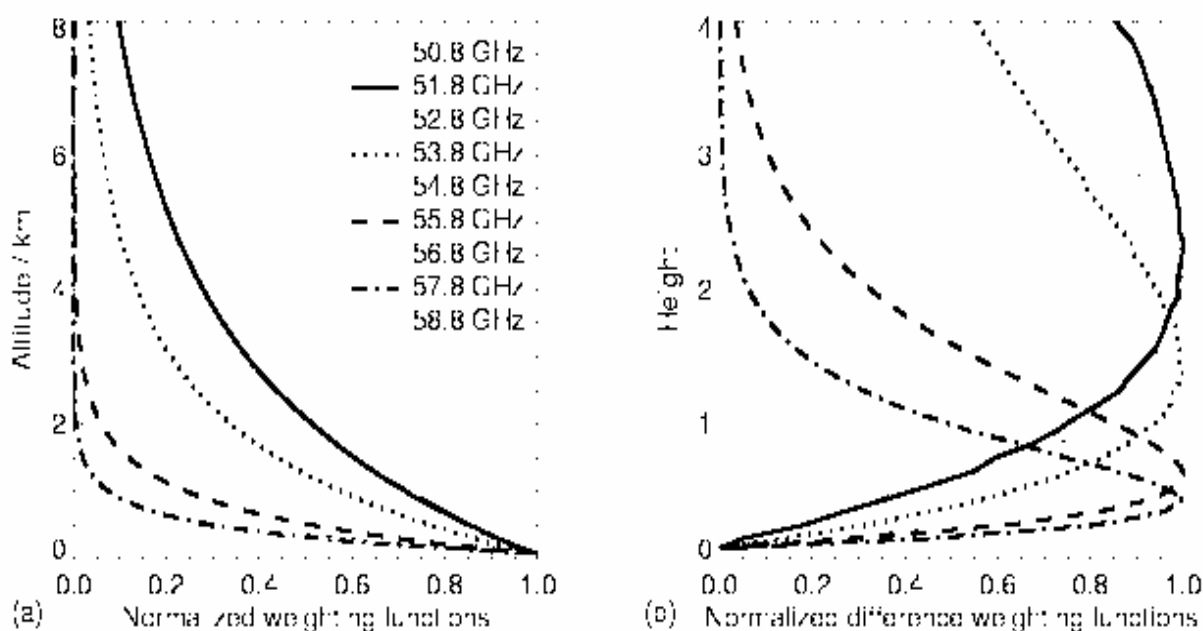 8
6
4
2
0
Altitude / km
50.8 GHz
51.8 GHz
52.8 GHz
53.8 GHz
54.8 GHz
55.8 GHz
56.8 GHz
57.8 GHz
58.8 GHz
0.0 0.2 0.4 0.6 0.8 1.0
(a) Normalized weighting functions
4
3
2
1
0
Height
0.0 0.2 0.4 0.6 0.8 1.0
Normalized difference weighting functions